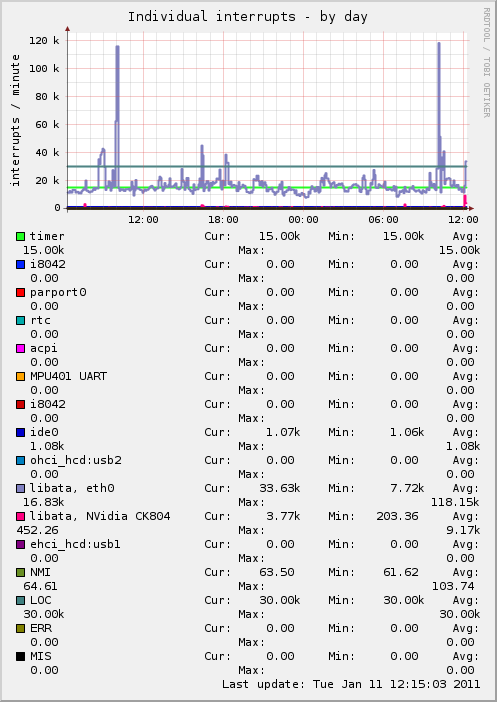 Individual interrupts - by day
RRDTOOL / TOBI OETIKER
interrupts / minute
120 k
100 k
80 k
60 k
40 k
20 k
0
12:00 18:00 00:00 06:00 12:00
timer Cur: 15.00k Min: 15.00k Avg:
15.00k Max: 15.00k
i8042 Cur: 0.00 Min: 0.00 Avg:
0.00 Max: 0.00
parport0 Cur: 0.00 Min: 0.00 Avg:
0.00 Max: 0.00
rtc Cur: 0.00 Min: 0.00 Avg:
0.00 Max: 0.00
acpi Cur: 0.00 Min: 0.00 Avg:
0.00 Max: 0.00
MPU401 UART Cur: 0.00 Min: 0.00 Avg:
0.00 Max: 0.00
i8042 Cur: 0.00 Min: 0.00 Avg:
0.00 Max: 0.00
ide0 Cur: 1.07k Min: 1.06k Avg:
1.08k Max: 1.08k
ohci_hcd:usb2 Cur: 0.00 Min: 0.00 Avg:
0.00 Max: 0.00
libata, eth0 Cur: 33.63k Min: 7.72k Avg:
16.83k Max: 118.15k
libata, NVidia CK804 Cur: 3.77k Min: 203.36 Avg:
452.26 Max: 9.17k
ehci_hcd:usb1 Cur: 0.00 Min: 0.00 Avg:
0.00 Max: 0.00
NMI Cur: 63.50 Min: 61.62 Avg:
64.61 Max: 103.74
LOC Cur: 30.00k Min: 30.00k Avg:
30.00k Max: 30.00k
ERR Cur: 0.00 Min: 0.00 Avg:
0.00 Max: 0.00
MIS Cur: 0.00 Min: 0.00 Avg:
0.00 Max: 0.00
Last update: Tue Jan 11 12:15:03 2011